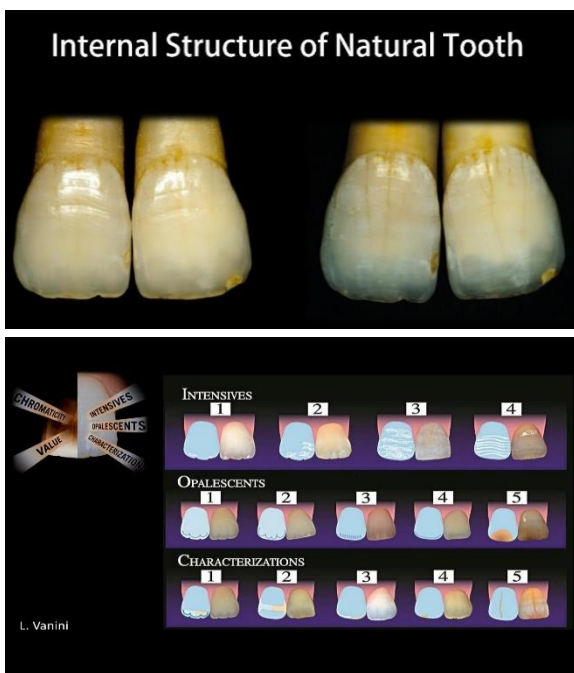 Internal Structure of Natural Tooth
CHROMATICITY
INTENSIVES
OPALESCENTS
VALUE
CHARACTERIZATION
INTENSIVES
1 2 3 4
OPALESCENTS
1 2 3 4 5
CHARACTERIZATIONS
1 2 3 4 5
L. Vanini